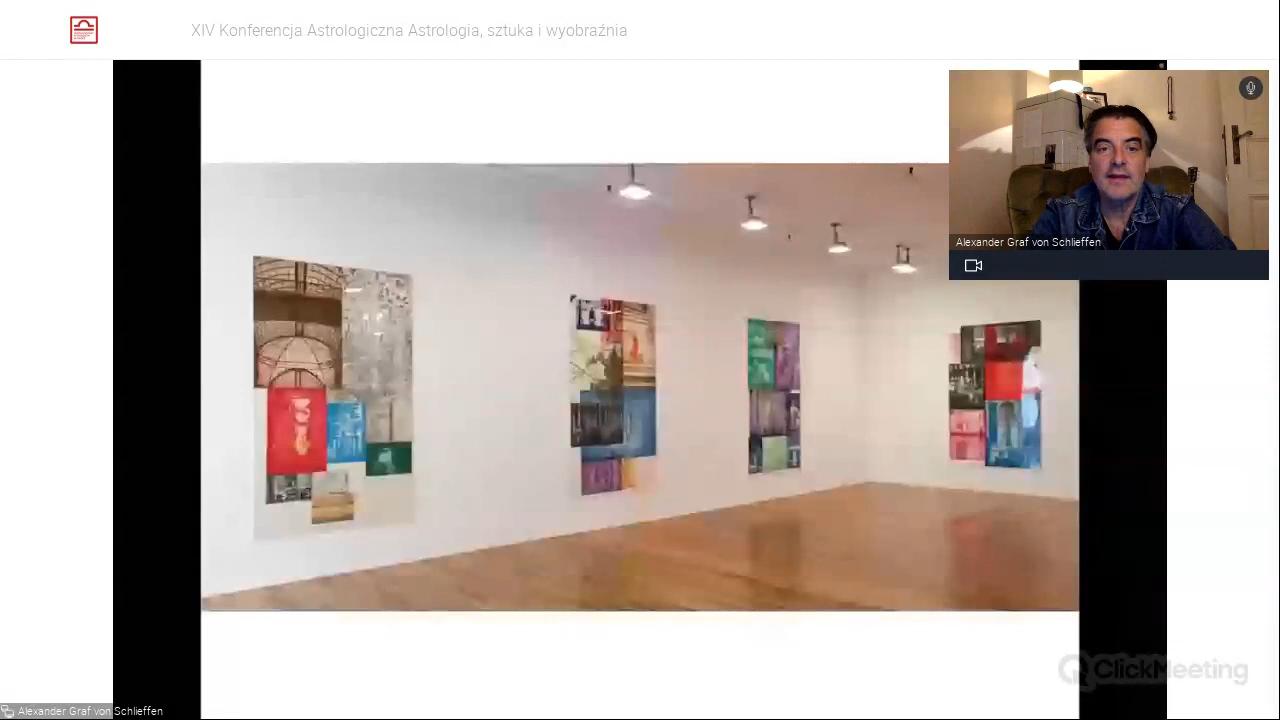 XIV Konferencja Astrologiczna Astrologia, sztuka i wyobraźnia
Alexander Graf von Schlieffen
ClickMeeting
Alexander Graf von Schlieffen